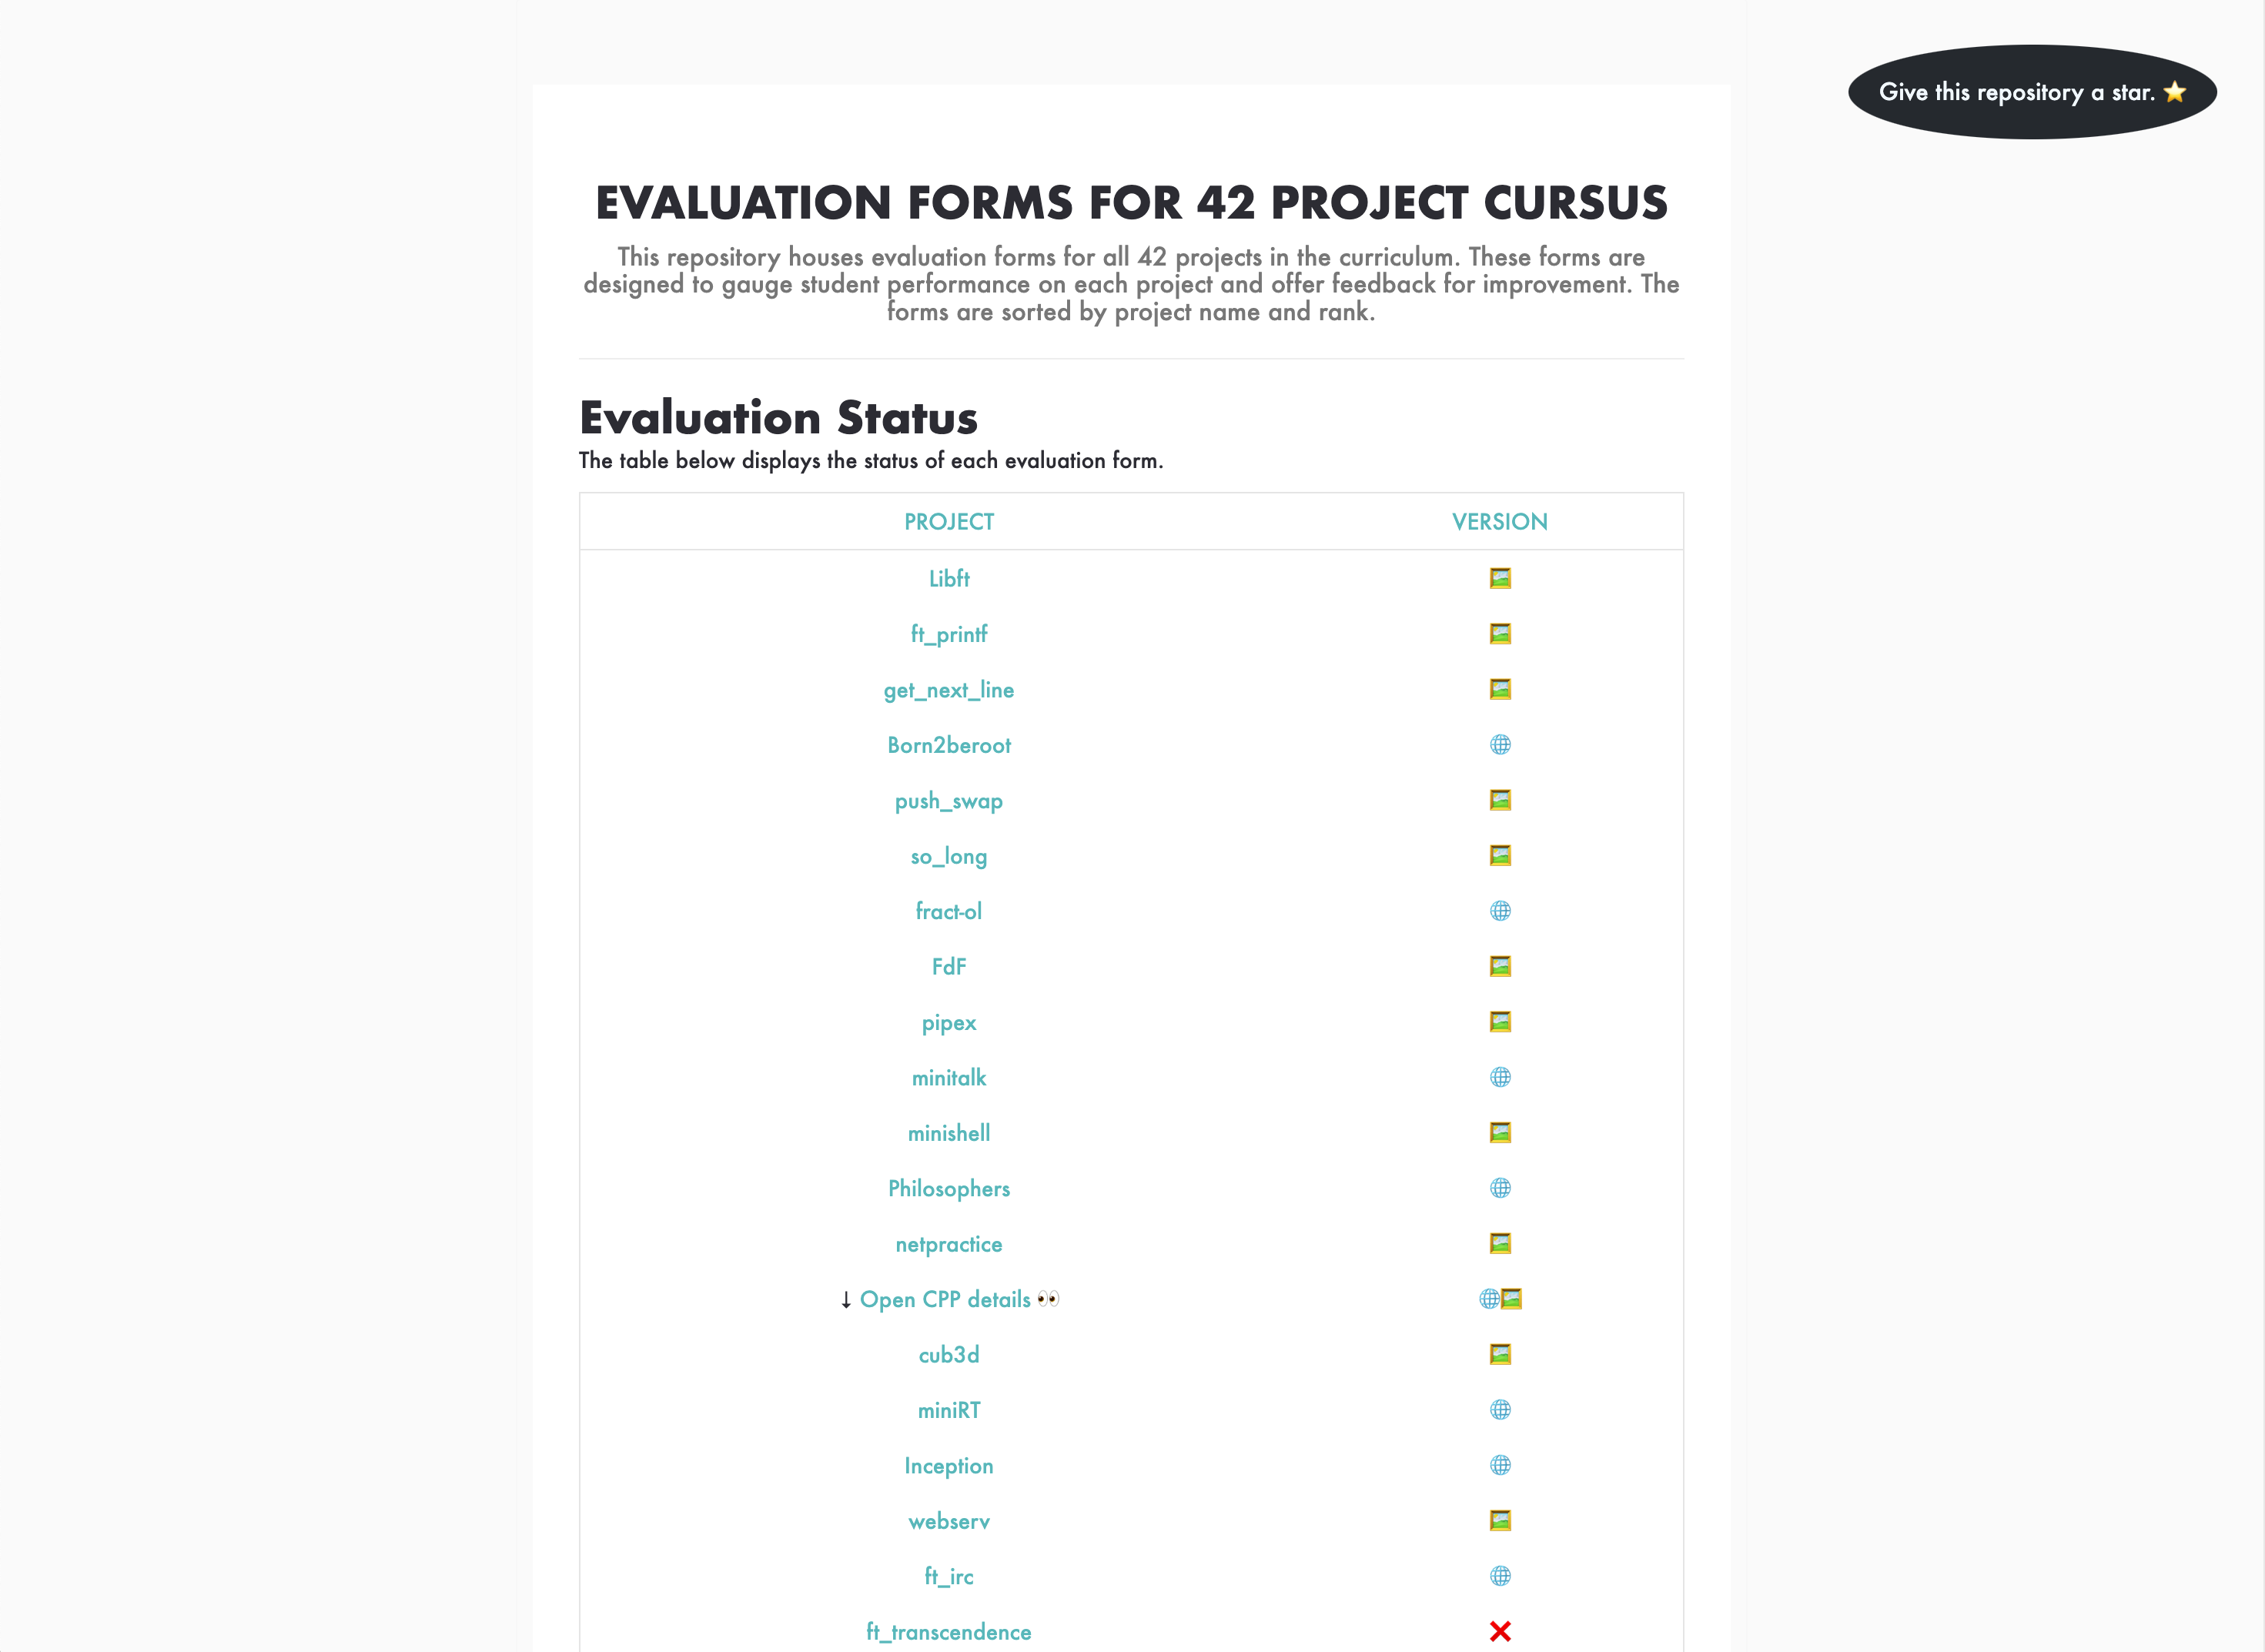 Give this repository a star. ⭐
EVALUATION FORMS FOR 42 PROJECT CURSUS
This repository houses evaluation forms for all 42 projects in the curriculum. These forms are
designed to gauge student performance on each project and offer feedback for improvement. The
forms are sorted by project name and rank.
Evaluation Status
The table below displays the status of each evaluation form.
PROJECT VERSION
Libft 🖼️
ft_printf 🖼️
get_next_line 🖼️
Born2beroot 🌐
push_swap 🖼️
so_long 🖼️
fract-ol 🌐
FdF 🖼️
pipex 🖼️
minitalk 🌐
minishell 🖼️
Philosophers 🌐
netpractice 🖼️
↓ Open CPP details 👀 🌐🖼️
cub3d 🖼️
miniRT 🌐
Inception 🌐
webserv 🖼️
ft_irc 🌐
ft_transcendence ❌